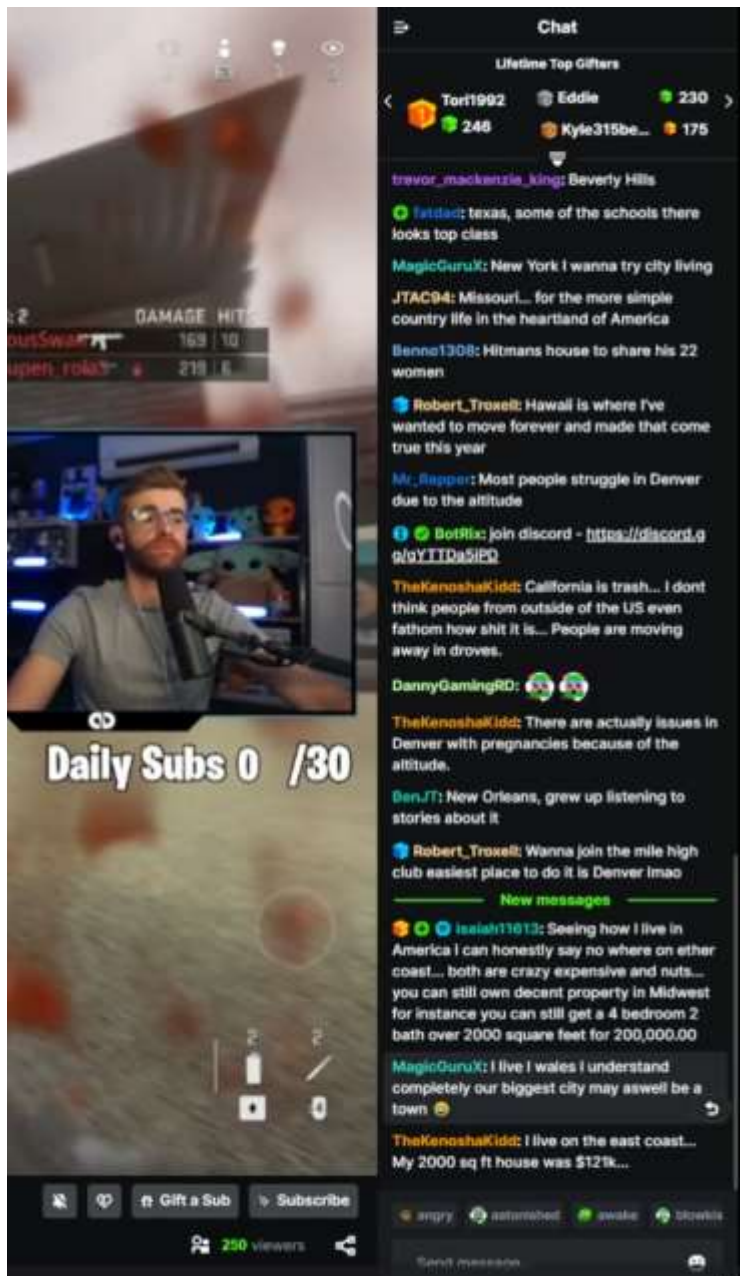 : 2 DAMAGE HITS
ousSwan 169 10
upen_rola 219 6
Daily Subs 0 /30
2 2
Gift a Sub Subscribe
250 viewers
Chat
Lifetime Top Gifters
1 Tori1992 246
Eddie 230
Kyle315be... 175
trevor_mackenzie_king: Beverly Hills
fatdad: texas, some of the schools there
looks top class
MagicGuruX: New York I wanna try city living
JTAC94: Missouri... for the more simple
country life in the heartland of America
Benno1308: Hitmans house to share his 22
women
Robert_Troxell: Hawaii is where I've
wanted to move forever and made that come
true this year
Mr_Rapper: Most people struggle in Denver
due to the altitude
BotRix: join discord - https://discord.g
g/gYTTDa5iPD
TheKenoshaKidd: California is trash... I dont
think people from outside of the US even
fathom how shit it is... People are moving
away in droves.
DannyGamingRD:
TheKenoshaKidd: There are actually issues in
Denver with pregnancies because of the
altitude.
BenJT: New Orleans, grew up listening to
stories about it
Robert_Troxell: Wanna join the mile high
club easiest place to do it is Denver lmao
New messages
isaiah11613: Seeing how I live in
America I can honestly say no where on ether
coast... both are crazy expensive and nuts...
you can still own decent property in Midwest
for instance you can still get a 4 bedroom 2
bath over 2000 square feet for 200,000.00
MagicGuruX: I live I wales I understand
completely our biggest city may aswell be a
town
TheKenoshaKidd: I live on the east coast...
My 2000 sq ft house was $121k...
angry astonished awake blowkis
Send message...